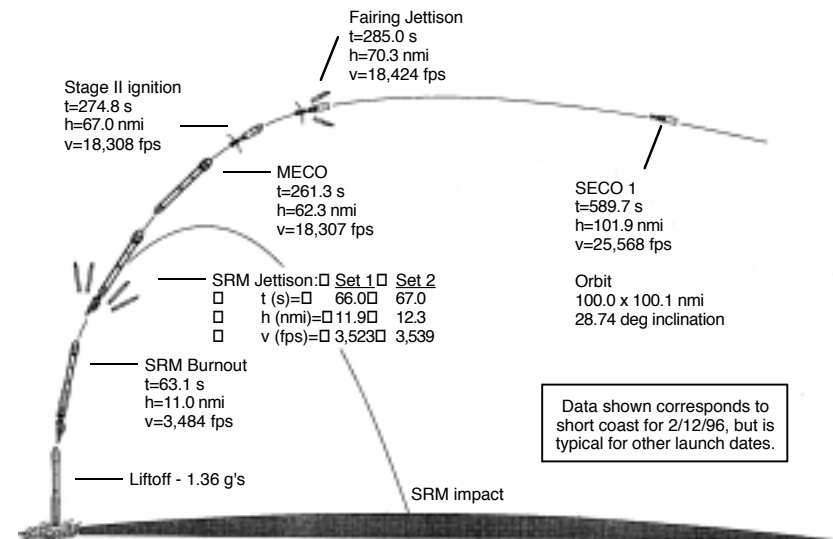 Fairing Jettison
t=285.0 s
h=70.3 nmi
v=18,424 fps
Stage II ignition
t=274.8 s
h=67.0 nmi
v=18,308 fps
MECO
t=261.3 s
h=62.3 nmi
v=18,307 fps
SECO 1
t=589.7 s
h=101.9 nmi
v=25,568 fps
Orbit
100.0 x 100.1 nmi
28.74 deg inclination
SRM Jettison:□ Set 1□ Set 2
□ t (s)=□ 66.0□ 67.0
□ h (nmi)=□ 11.9□ 12.3
□ v (fps)=□ 3,523□ 3,539
SRM Burnout
t=63.1 s
h=11.0 nmi
v=3,484 fps
Data shown corresponds to
short coast for 2/12/96, but is
typical for other launch dates.
Liftoff - 1.36 g's
SRM impact